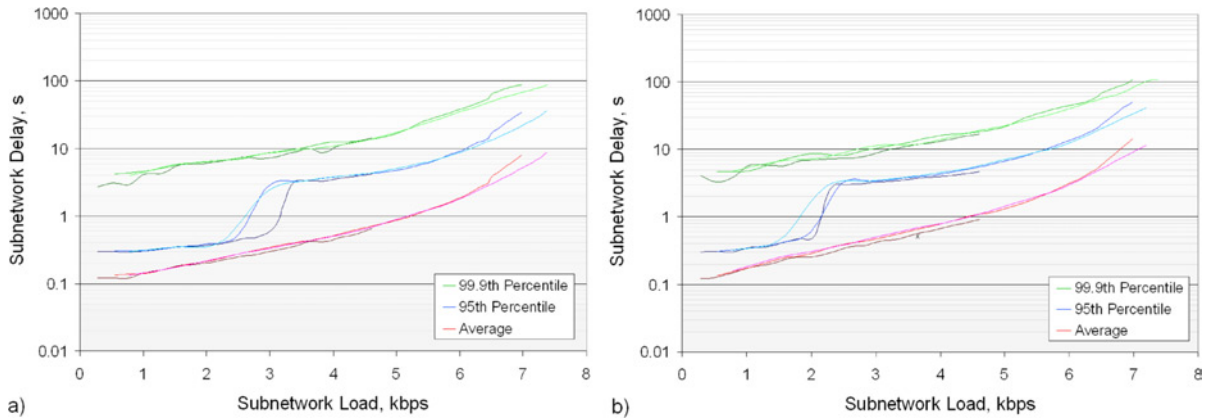 1000
100
10
1
0.1
0.01
Subnetwork Delay, s
0 1 2 3 4 5 6 7 8
Subnetwork Load, kbps
99.9th Percentile
95th Percentile
Average
a)
1000
100
10
1
0.1
0.01
Subnetwork Delay, s
0 1 2 3 4 5 6 7 8
Subnetwork Load, kbps
99.9th Percentile
95th Percentile
Average
b)